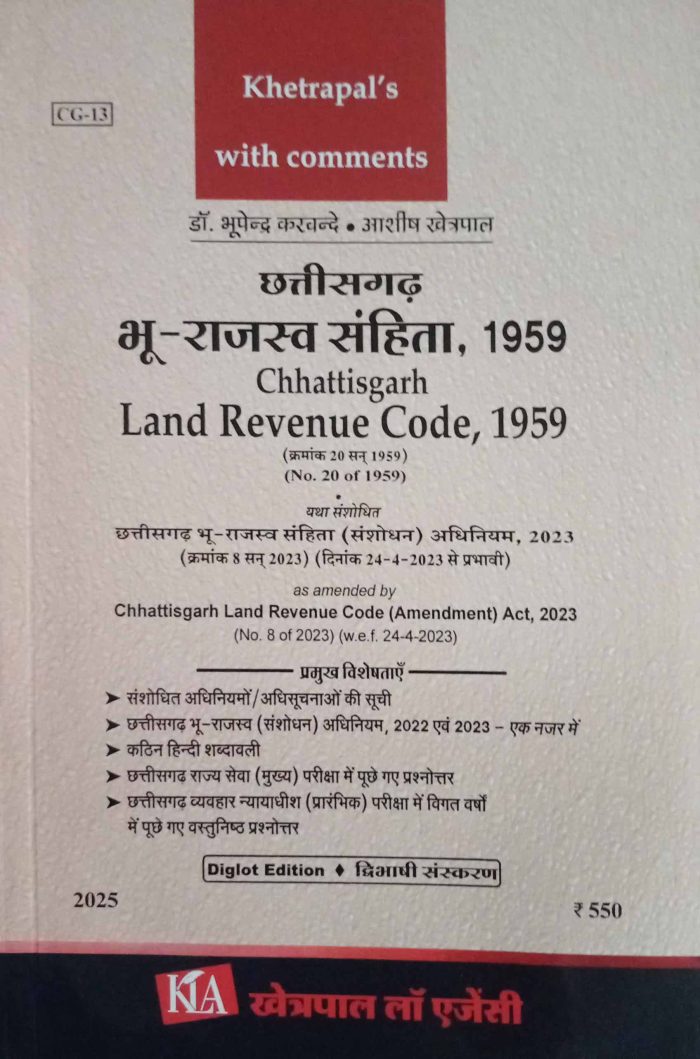 Khetrapal's
with comments
CG-13
डॉ. भूपेन्द्र करवन्दे • आशीष खेत्रपाल
छत्तीसगढ़
भू-राजस्व संहिता, 1959
Chhattisgarh
Land Revenue Code, 1959
(क्रमांक 20 सन् 1959)
(No. 20 of 1959)
•
यथा संशोधित
छत्तीसगढ़ भू-राजस्व संहिता (संशोधन) अधिनियम, 2023
(क्रमांक 8 सन् 2023) (दिनांक 24-4-2023 से प्रभावी)
as amended by
Chhattisgarh Land Revenue Code (Amendment) Act, 2023
(No. 8 of 2023) (w.e.f. 24-4-2023)
प्रमुख विशेषताएँ
➤ संशोधित अधिनियमों/अधिसूचनाओं की सूची
➤ छत्तीसगढ़ भू-राजस्व (संशोधन) अधिनियम, 2022 एवं 2023 – एक नजर में
➤ कठिन हिन्दी शब्दावली
➤ छत्तीसगढ़ राज्य सेवा (मुख्य) परीक्षा में पूछे गए प्रश्नोत्तर
➤ छत्तीसगढ़ व्यवहार न्यायाधीश (प्रारंभिक) परीक्षा में विगत वर्षों
में पूछे गए वस्तुनिष्ठ प्रश्नोत्तर
Diglot Edition ♦ द्विभाषी संस्करण
2025
₹ 550
KLA खेत्रपाल लॉ एजेंसी